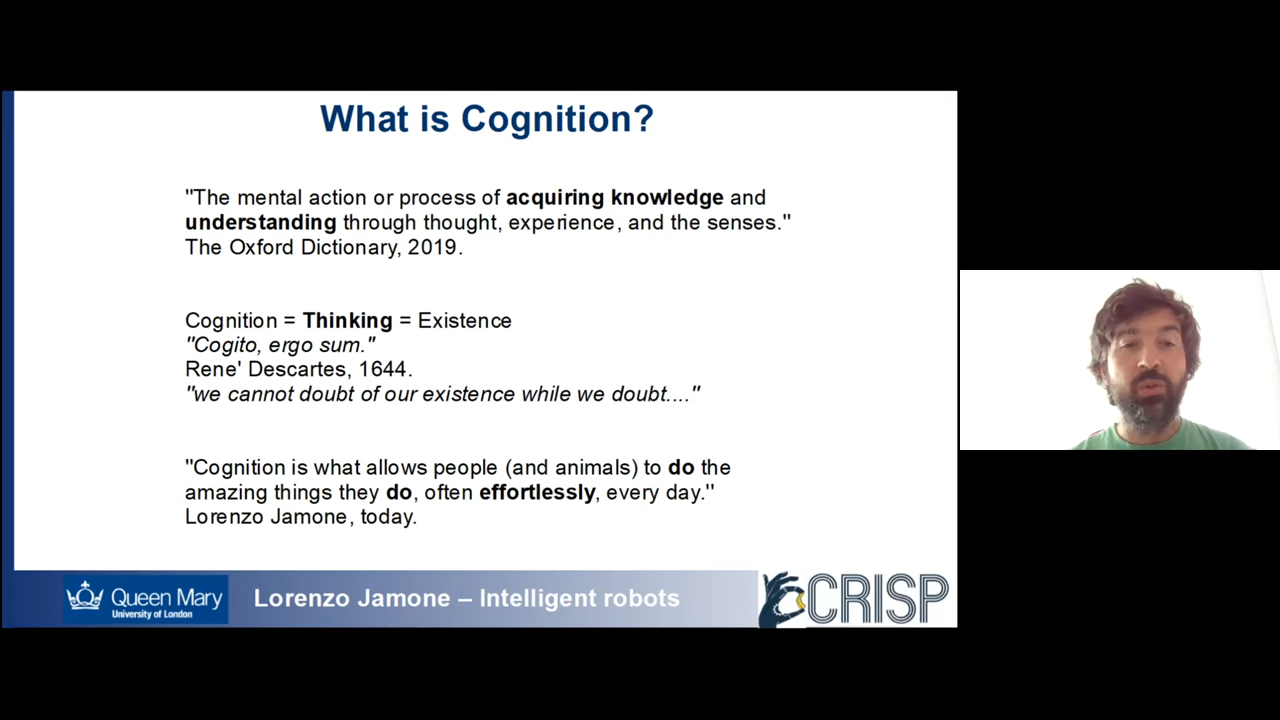 What is Cognition?
"The mental action or process of acquiring knowledge and
understanding through thought, experience, and the senses."
The Oxford Dictionary, 2019.
Cognition = Thinking = Existence
"Cogito, ergo sum."
Rene' Descartes, 1644.
"we cannot doubt of our existence while we doubt...."
"Cognition is what allows people (and animals) to do the
amazing things they do, often effortlessly, every day."
Lorenzo Jamone, today.
Queen Mary
University of London
Lorenzo Jamone – Intelligent robots
CRISP